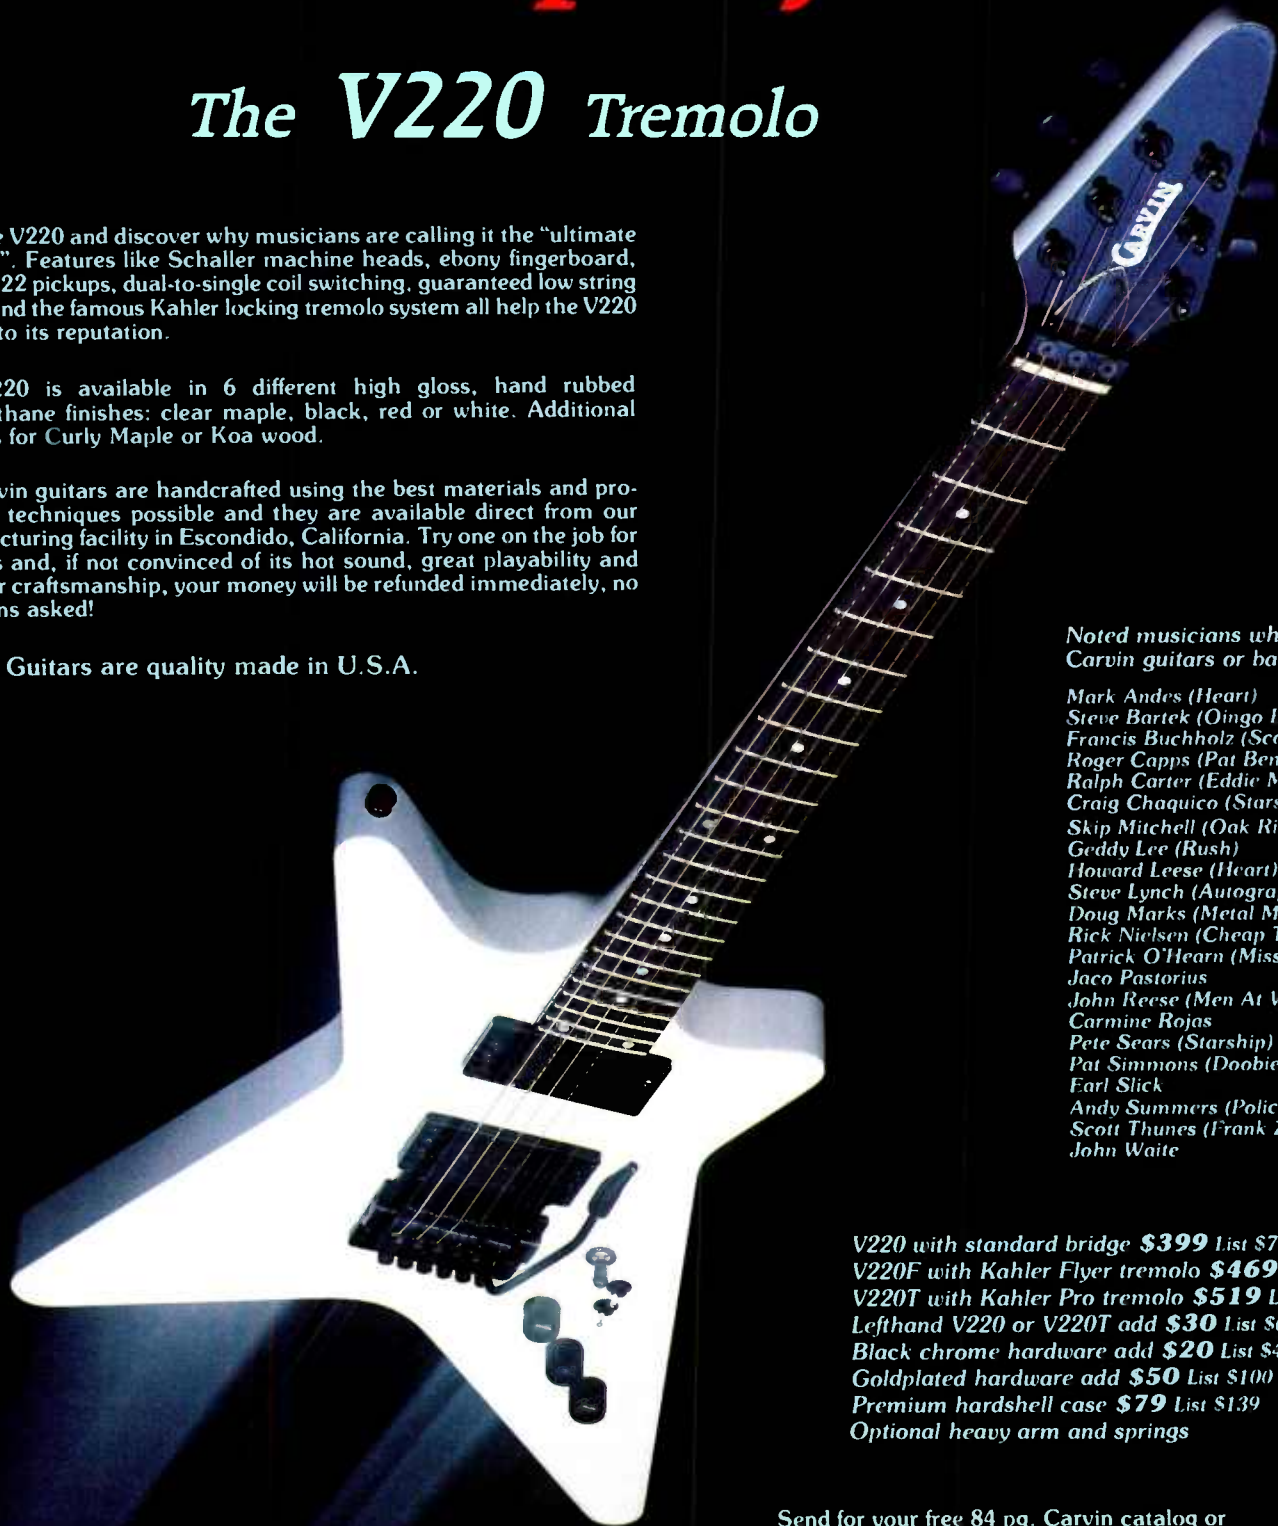 The V220 Tremolo
CARVIN
V220 and discover why musicians are calling it the "ultimate
". Features like Schaller machine heads, ebony fingerboard,
22 pickups, dual-to-single coil switching, guaranteed low string
nd the famous Kahler locking tremolo system all help the V220
to its reputation.
20 is available in 6 different high gloss, hand rubbed
thane finishes: clear maple, black, red or white. Additional
for Curly Maple or Koa wood.
vin guitars are handcrafted using the best materials and pro-
techniques possible and they are available direct from our
cturing facility in Escondido, California. Try one on the job for
s and, if not convinced of its hot sound, great playability and
r craftsmanship, your money will be refunded immediately, no
ns asked!
Guitars are quality made in U.S.A.
Noted musicians wh
Carvin guitars or ba
Mark Andes (Heart)
Steve Bartek (Oingo
Francis Buchholz (Sco
Roger Capps (Pat Ben
Ralph Carter (Eddie M
Craig Chaquico (Stars
Skip Mitchell (Oak Ri
Geddy Lee (Rush)
Howard Leese (Heart)
Steve Lynch (Autogra
Doug Marks (Metal M
Rick Nielsen (Cheap T
Patrick O'Hearn (Miss
Jaco Pastorius
John Reese (Men At W
Carmine Rojas
Pete Sears (Starship)
Pat Simmons (Doobie
Earl Slick
Andy Summers (Polic
Scott Thunes (Frank Z
John Waite
V220 with standard bridge $399 List $7
V220F with Kahler Flyer tremolo $469
V220T with Kahler Pro tremolo $519 L
Lefthand V220 or V220T add $30 List $6
Black chrome hardware add $20 List $4
Goldplated hardware add $50 List $100
Premium hardshell case $79 List $139
Optional heavy arm and springs
Send for your free 84 pg. Carvin catalog or